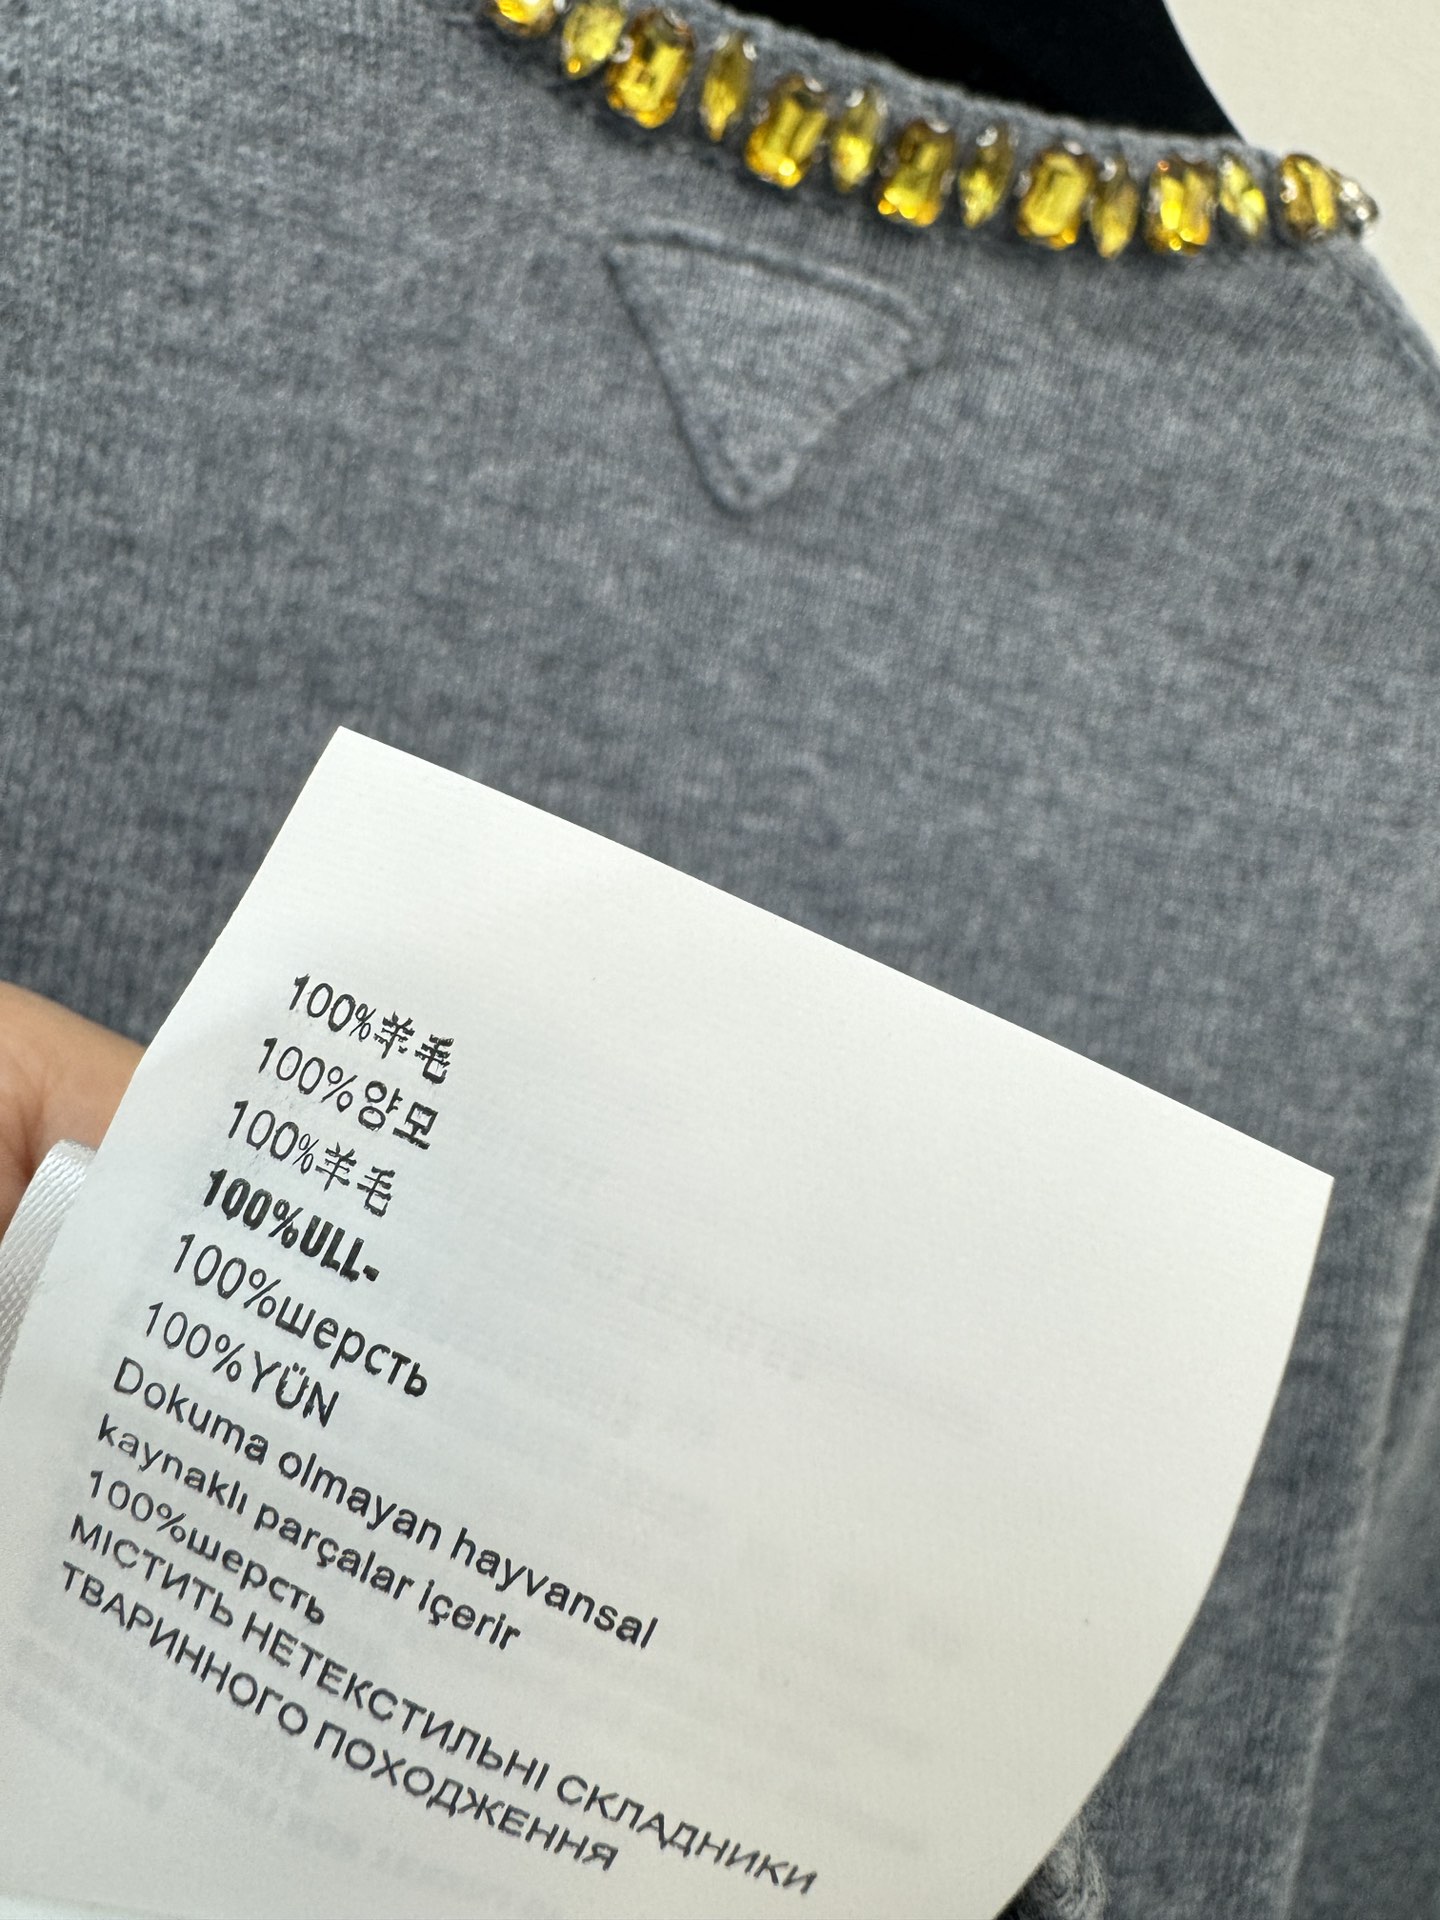 100%羊毛
100%양모
100%羊毛
100%ULL-
100%шерсть
100%YÜN
Dokuma olmayan hayvansal
kaynaklı parçalar içerir
100%шерсть
МІСТИТЬ НЕТЕКСТИЛЬНІ СКЛАДНИКИ
ТВАРИННОГО ПОХОДЖЕННЯ